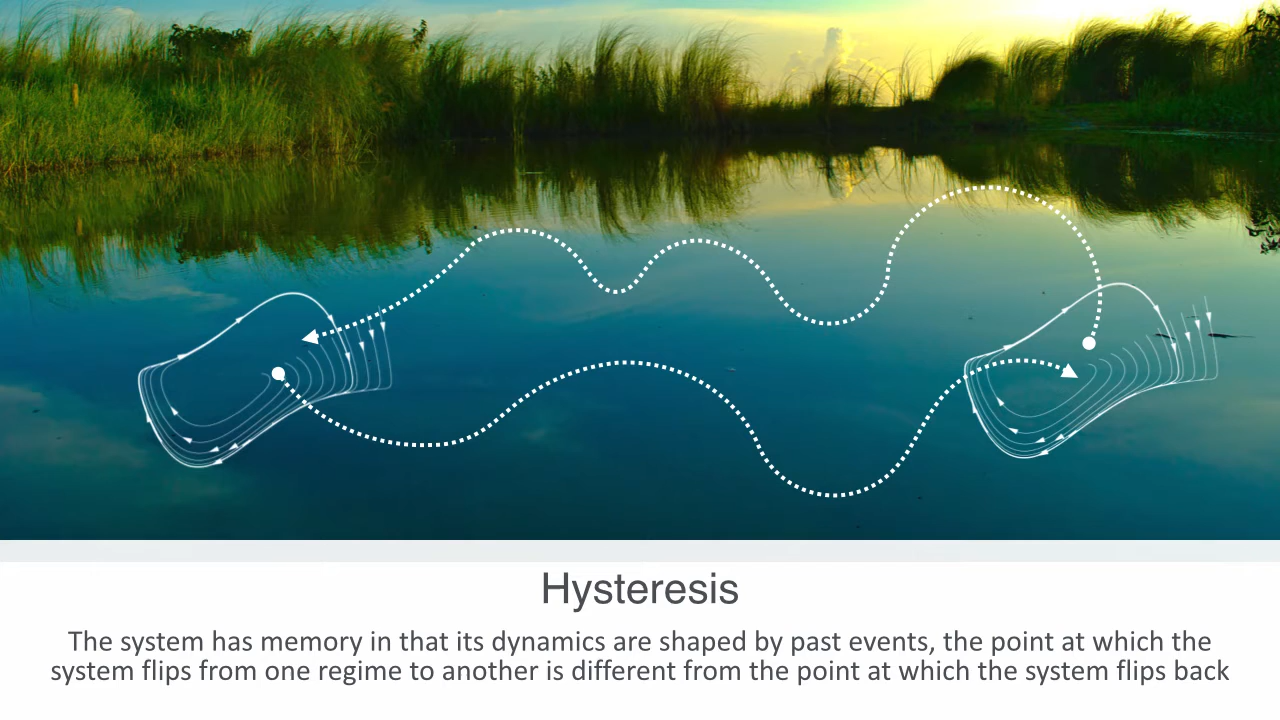 Hysteresis
The system has memory in that its dynamics are shaped by past events, the point at which the
system flips from one regime to another is different from the point at which the system flips back